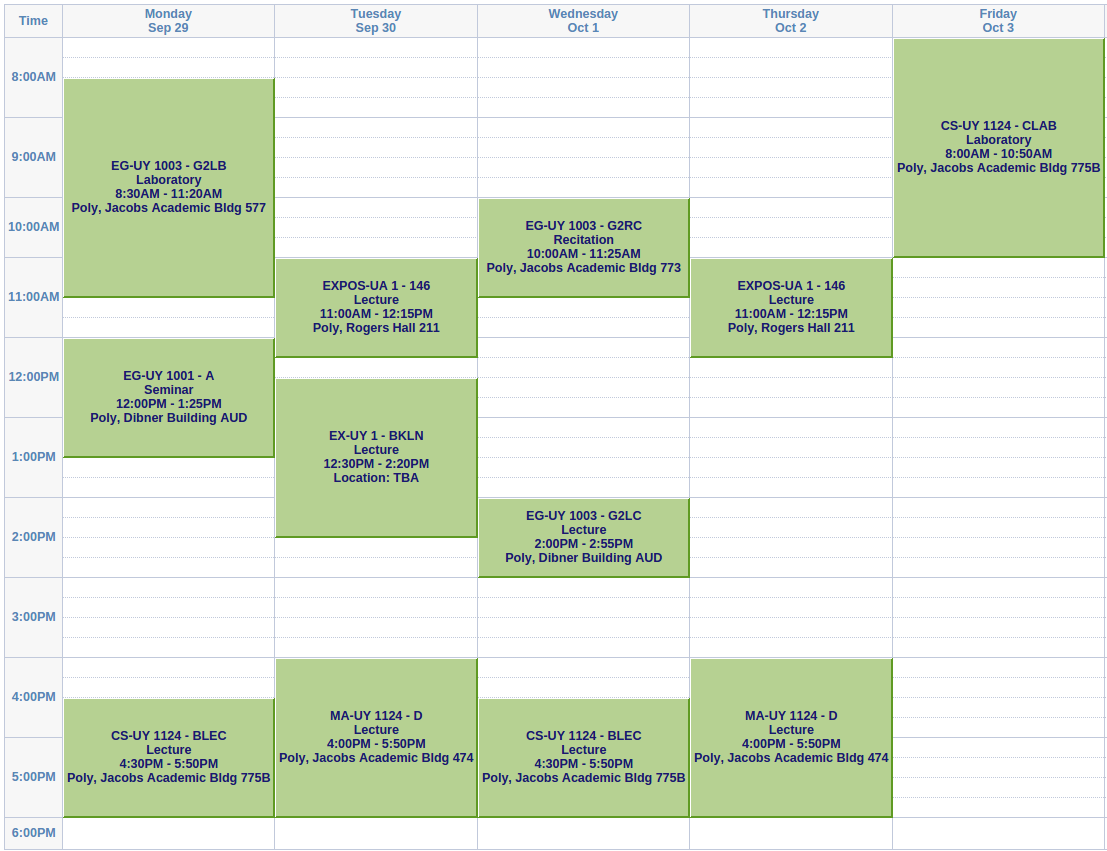 Time
Monday
Sep 29
Tuesday
Sep 30
Wednesday
Oct 1
Thursday
Oct 2
Friday
Oct 3
8:00AM
9:00AM
10:00AM
11:00AM
12:00PM
1:00PM
2:00PM
3:00PM
4:00PM
5:00PM
6:00PM
EG-UY 1003 - G2LB
Laboratory
8:30AM - 11:20AM
Poly, Jacobs Academic Bldg 577
EG-UY 1001 - A
Seminar
12:00PM - 1:25PM
Poly, Dibner Building AUD
CS-UY 1124 - BLEC
Lecture
4:30PM - 5:50PM
Poly, Jacobs Academic Bldg 775B
EXPOS-UA 1 - 146
Lecture
11:00AM - 12:15PM
Poly, Rogers Hall 211
EX-UY 1 - BKLN
Lecture
12:30PM - 2:20PM
Location: TBA
MA-UY 1124 - D
Lecture
4:00PM - 5:50PM
Poly, Jacobs Academic Bldg 474
EG-UY 1003 - G2RC
Recitation
10:00AM - 11:25AM
Poly, Jacobs Academic Bldg 773
EG-UY 1003 - G2LC
Lecture
2:00PM - 2:55PM
Poly, Dibner Building AUD
CS-UY 1124 - BLEC
Lecture
4:30PM - 5:50PM
Poly, Jacobs Academic Bldg 775B
EXPOS-UA 1 - 146
Lecture
11:00AM - 12:15PM
Poly, Rogers Hall 211
MA-UY 1124 - D
Lecture
4:00PM - 5:50PM
Poly, Jacobs Academic Bldg 474
CS-UY 1124 - CLAB
Laboratory
8:00AM - 10:50AM
Poly, Jacobs Academic Bldg 775B